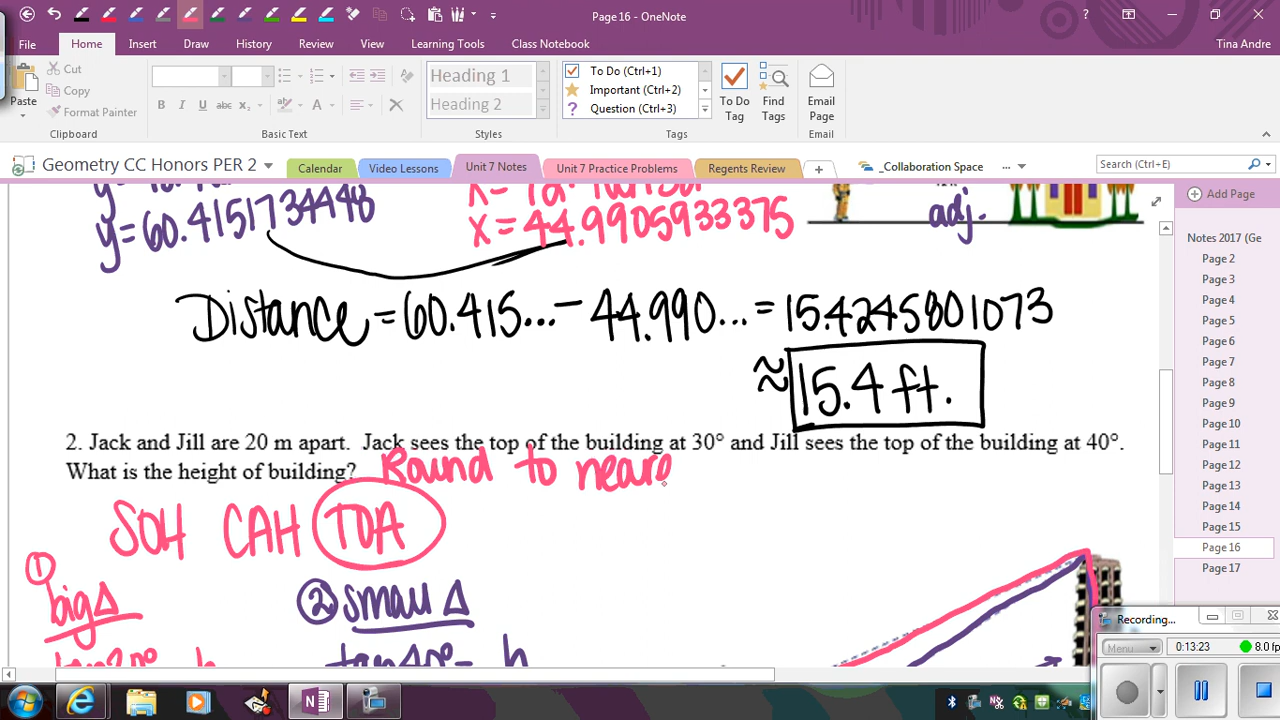 Page 16 - OneNote
?
File
Home
Insert
Draw
History
Review
View
Learning Tools
Class Notebook
Tina Andre
Paste
Cut
Copy
Format Painter
Clipboard
B I U abc X₂ ab A
Basic Text
Heading 1
Heading 2
Styles
To Do (Ctrl+1)
Important (Ctrl+2)
? Question (Ctrl+3)
Tags
To Do Tag
Find Tags
Email Page
Email
Geometry CC Honors PER 2
Calendar
Video Lessons
Unit 7 Notes
Unit 7 Practice Problems
Regents Review
+
_Collaboration Space
...
Search (Ctrl+E)
Add Page
Notes 2017 (Ge
Page 2
Page 3
Page 4
Page 5
Page 6
Page 7
Page 8
Page 9
Page 10
Page 11
Page 12
Page 13
Page 14
Page 15
Page 16
Page 17
y=60.4151734448
x=44.9905933375
adj.
Distance = 60.415... - 44.990... = 15.4245801073
≈ 15.4 ft.
2. Jack and Jill are 20 m apart. Jack sees the top of the building at 30° and Jill sees the top of the building at 40°.
What is the height of building? Round to neare
SOH CAH TOA
① big Δ
② small Δ
tan40°= h
Recording...
Menu
0:13:23
8.0 fp